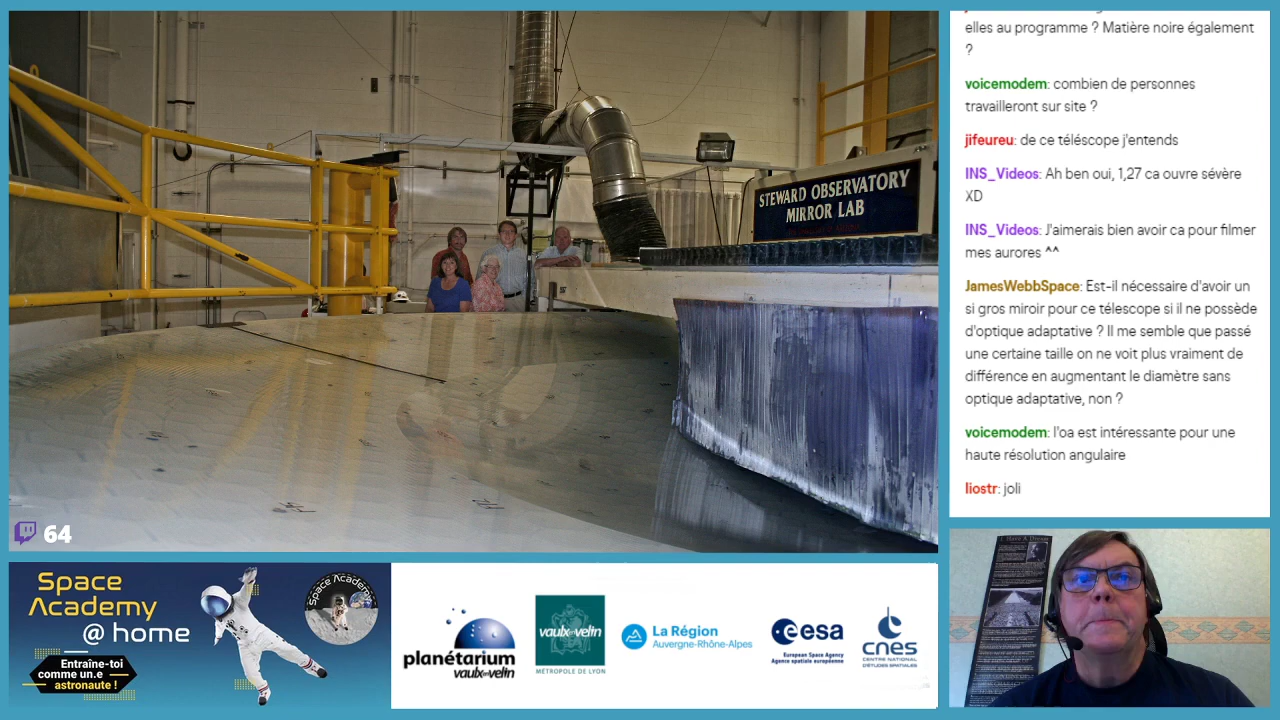 STEWARD OBSERVATORY
MIRROR LAB
64
elles au programme ? Matière noire également
?
voicemodem: combien de personnes
travailleront sur site ?
jifeureu: de ce téléscope j'entends
INS_Videos: Ah ben oui, 1,27 ca ouvre sévère
XD
INS_Videos: J'aimerais bien avoir ca pour filmer
mes aurores ^^
JamesWebbSpace: Est-il nécessaire d'avoir un
si gros miroir pour ce télescope si il ne possède
d'optique adaptative ? Il me semble que passé
une certaine taille on ne voit plus vraiment de
différence en augmentant le diamètre sans
optique adaptative, non ?
voicemodem: l'oa est intéressante pour une
haute résolution angulaire
liostr: joli
Space
Academy
@ home
Entraîne-toi
comme un.e
astronaute !
Space Academy
planétarium
vaulx en velin
vaulx en velin
MÉTROPOLE DE LYON
La Région
Auvergne-Rhône-Alpes
esa
European Space Agency
Agence spatiale européenne
cnes
CENTRE NATIONAL
D'ÉTUDES SPATIALES
I Have A Dream